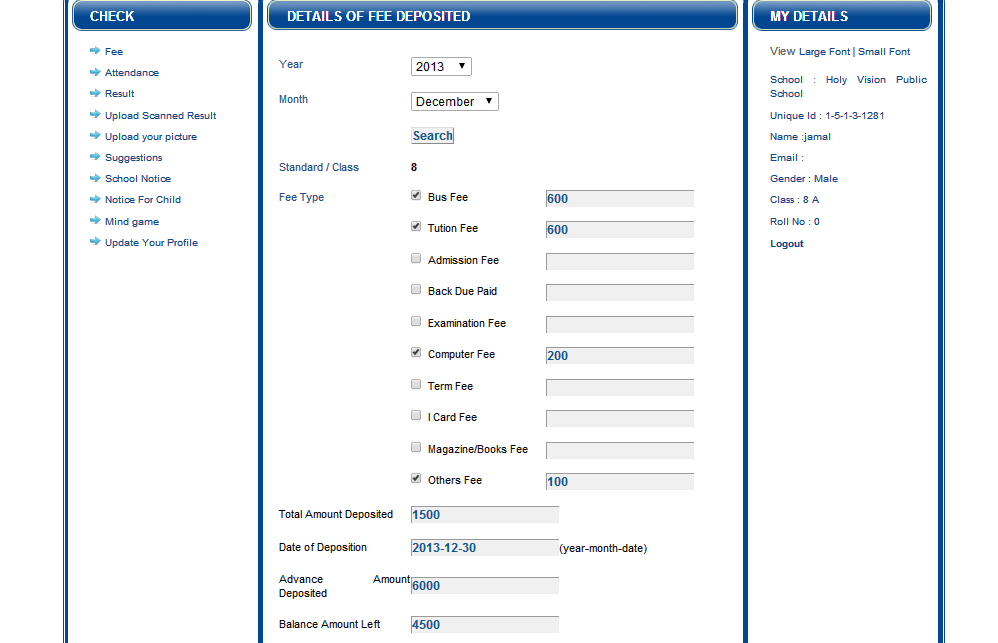 CHECK
Fee
Attendance
Result
Upload Scanned Result
Upload your picture
Suggestions
School Notice
Notice For Child
Mind game
Update Your Profile
DETAILS OF FEE DEPOSITED
Year 2013
Month December
Search
Standard / Class 8
Fee Type Bus Fee 600
Tution Fee 600
Admission Fee
Back Due Paid
Examination Fee
Computer Fee 200
Term Fee
I Card Fee
Magazine/Books Fee
Others Fee 100
Total Amount Deposited 1500
Date of Deposition 2013-12-30 (year-month-date)
Advance Amount
Deposited 6000
Balance Amount Left 4500
MY DETAILS
View Large Font | Small Font
School : Holy Vision Public
School
Unique Id : 1-5-1-3-1281
Name :jamal
Email :
Gender : Male
Class : 8 A
Roll No : 0
Logout